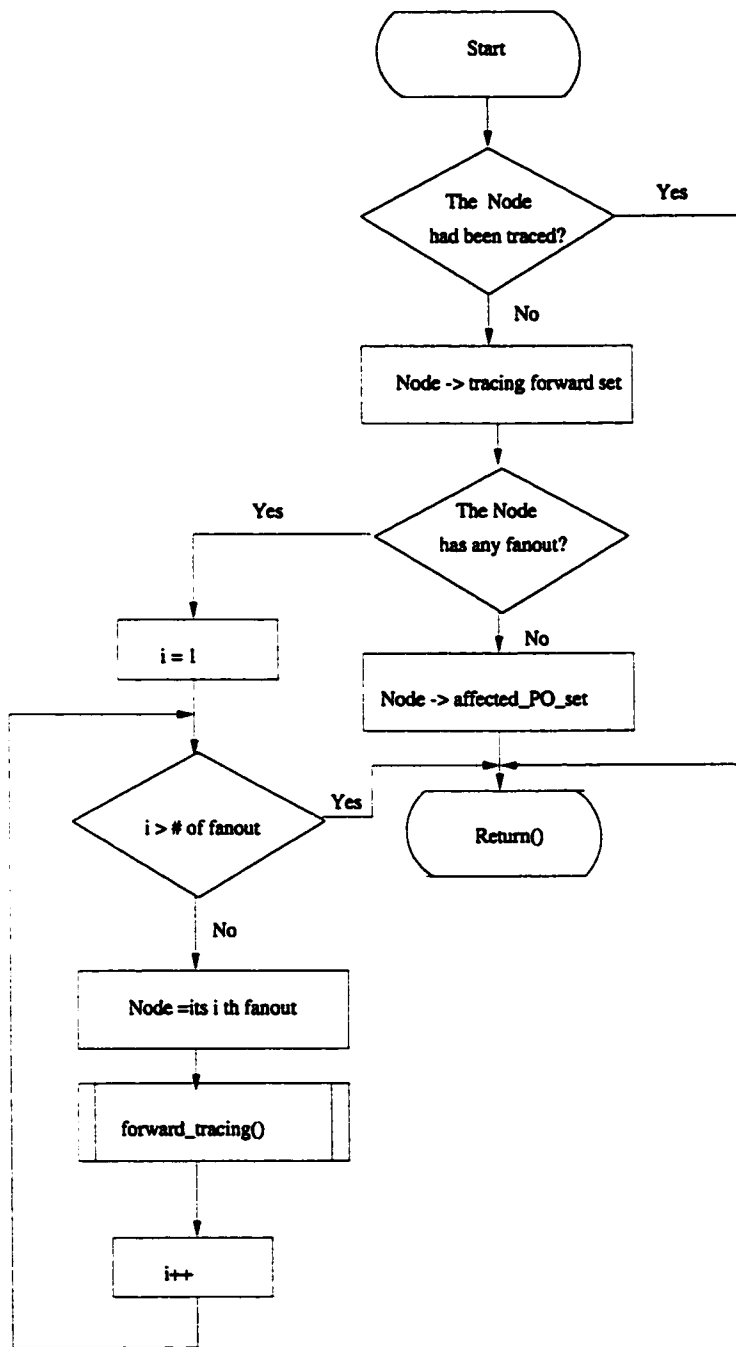 Start
The Node
had been traced?
Yes
No
Node -> tracing forward set
The Node
has any fanout?
Yes
No
i = 1
Node -> affected_PO_set
i > # of fanout
Yes
Return()
No
Node =its i th fanout
forward_tracing()
i++